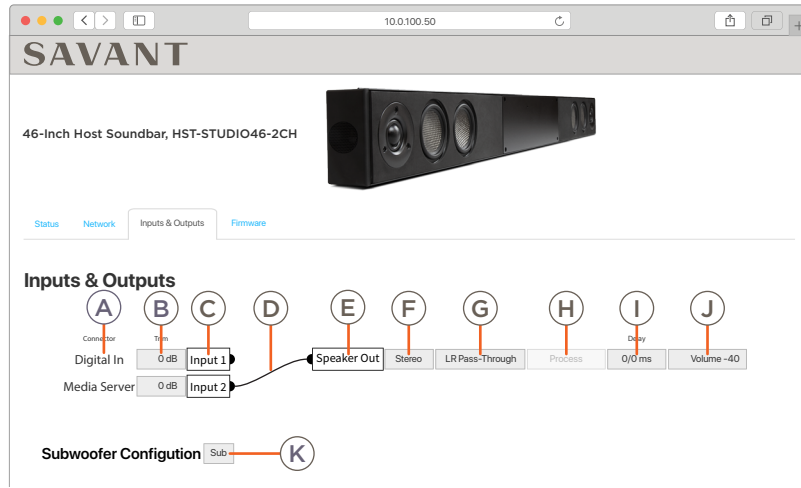 10.0.100.50
SAVANT
46-Inch Host Soundbar, HST-STUDIO46-2CH
Status Network Inputs & Outputs Firmware
Inputs & Outputs
A B C D E F G H I J
Connector Trim Delay
Digital In 0 dB Input 1 Speaker Out Stereo LR Pass-Through Process 0/0 ms Volume -40
Media Server 0 dB Input 2
Subwoofer Configution Sub K